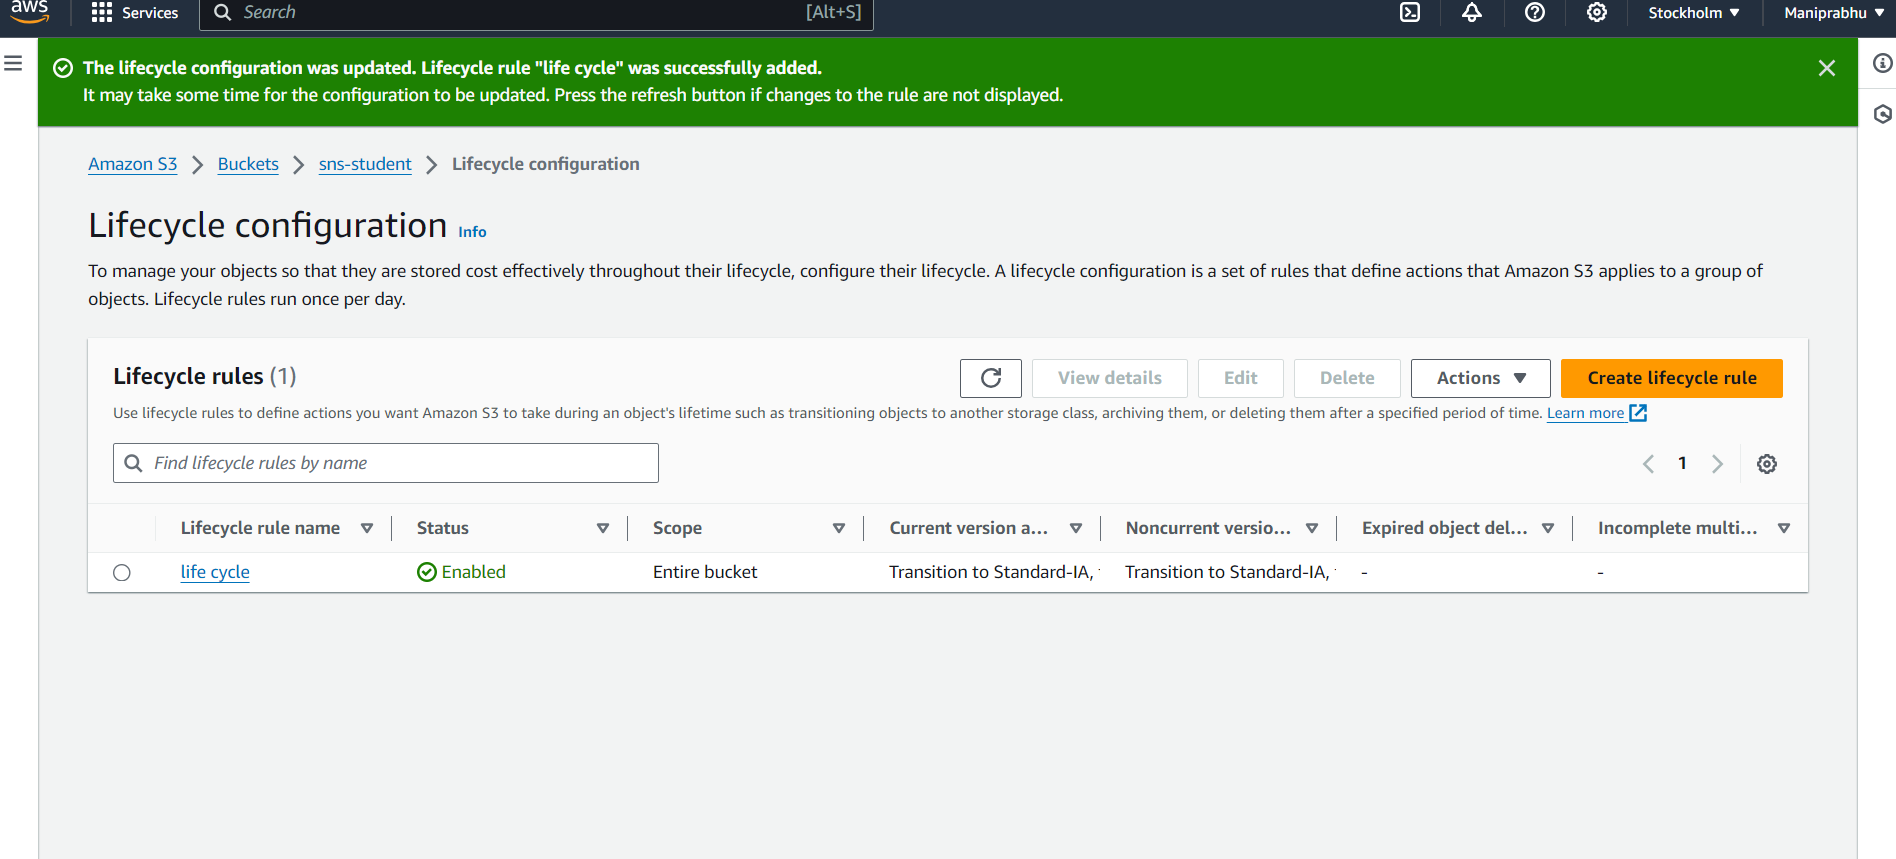 aws Services Search [Alt+S] Stockholm Maniprabhu
The lifecycle configuration was updated. Lifecycle rule "life cycle" was successfully added.
It may take some time for the configuration to be updated. Press the refresh button if changes to the rule are not displayed.
Amazon S3 Buckets sns-student Lifecycle configuration
Lifecycle configuration Info
To manage your objects so that they are stored cost effectively throughout their lifecycle, configure their lifecycle. A lifecycle configuration is a set of rules that define actions that Amazon S3 applies to a group of
objects. Lifecycle rules run once per day.
Lifecycle rules (1) View details Edit Delete Actions Create lifecycle rule
Use lifecycle rules to define actions you want Amazon S3 to take during an object's lifetime such as transitioning objects to another storage class, archiving them, or deleting them after a specified period of time. Learn more
Find lifecycle rules by name 1
Lifecycle rule name Status Scope Current version a... Noncurrent versio... Expired object del... Incomplete multi...
life cycle Enabled Entire bucket Transition to Standard-IA, Transition to Standard-IA, - -